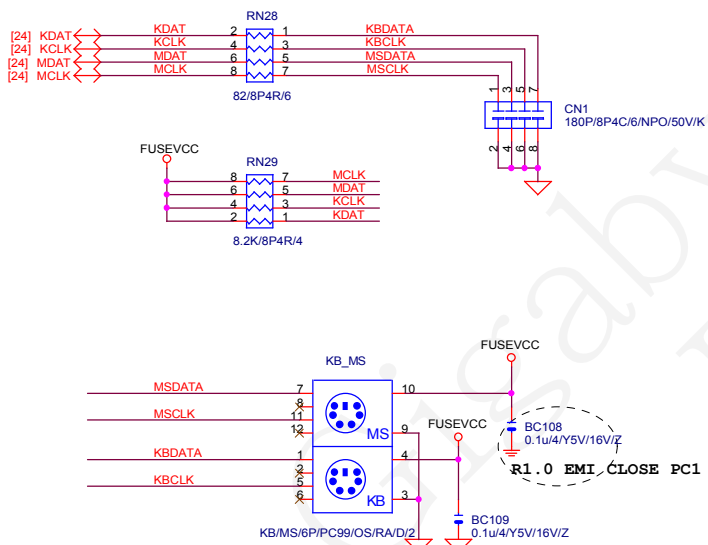 RN28
[24] KDAT KDAT 2 1 KBDATA
[24] KCLK KCLK 4 3 KBCLK
[24] MDAT MDAT 6 5 MSDATA
[24] MCLK MCLK 8 7 MSCLK
82/8P4R/6
1 3 5 7
CN1
180P/8P4C/6/NPO/50V/K
2 4 6 8
FUSEVCC
RN29
8 7 MCLK
6 5 MDAT
4 3 KCLK
2 1 KDAT
8.2K/8P4R/4
FUSEVCC
KB_MS
MSDATA 7 10
8
MSCLK 11
12 MS 9
FUSEVCC
BC108
0.1u/4/Y5V/16V/Z
R1.0 EMI CLOSE PC1
KBDATA 1 4
2
KBCLK 5
6 KB 3
KB/MS/6P/PC99/OS/RA/D/2
BC109
0.1u/4/Y5V/16V/Z